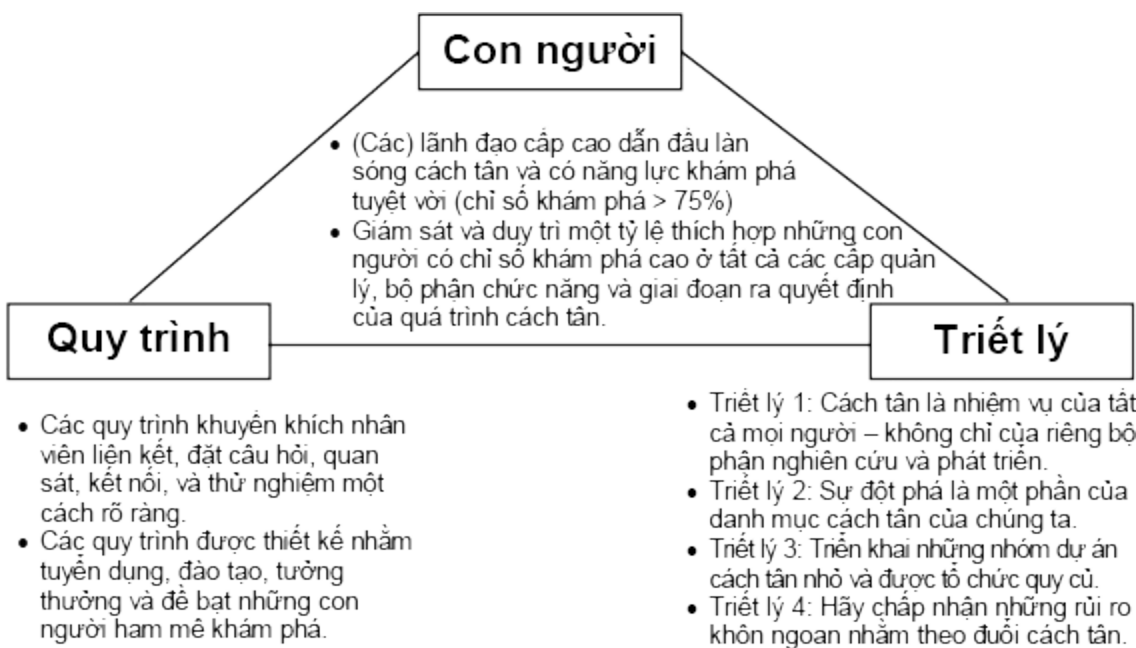 Con người
• (Các) lãnh đạo cấp cao dẫn đầu làn
sóng cách tân và có năng lực khám phá
tuyệt vời (chỉ số khám phá > 75%)
• Giám sát và duy trì một tỷ lệ thích hợp những con
người có chỉ số khám phá cao ở tất cả các cấp quản
lý, bộ phận chức năng và giai đoạn ra quyết định
của quá trình cách tân.
Quy trình
• Các quy trình khuyến khích nhân
viên liện kết, đặt câu hỏi, quan
sát, kết nối, và thử nghiệm một
cách rõ ràng.
• Các quy trình được thiết kế nhằm
tuyển dụng, đào tạo, tưởng
thưởng và đề bạt những con
người ham mê khám phá.
Triết lý
• Triết lý 1: Cách tân là nhiệm vụ của tất
cả mọi người – không chỉ của riêng bộ
phận nghiên cứu và phát triển.
• Triết lý 2: Sự đột phá là một phần của
danh mục cách tân của chúng ta.
• Triết lý 3: Triển khai những nhóm dự án
cách tân nhỏ và được tổ chức quy củ.
• Triết lý 4: Hãy chấp nhận những rủi ro
khôn ngoan nhằm theo đuổi cách tân.